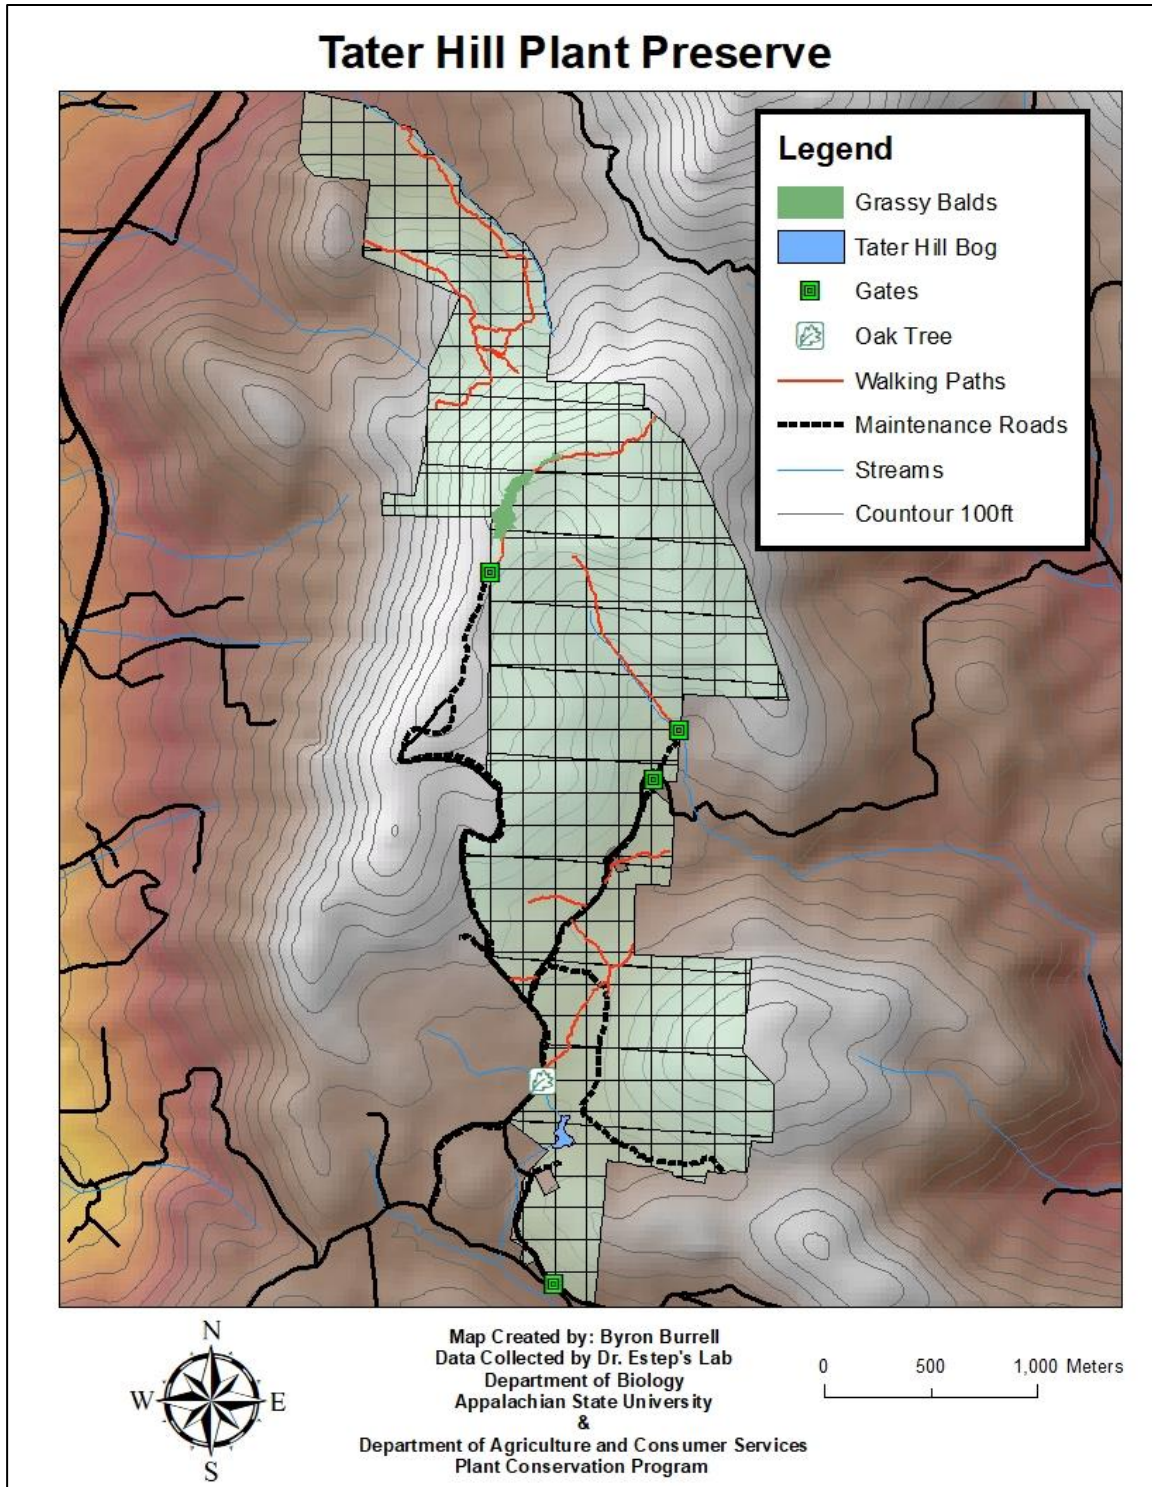 Tater Hill Plant Preserve
Legend
Grassy Balds
Tater Hill Bog
Gates
Oak Tree
Walking Paths
Maintenance Roads
Streams
Countour 100ft
N
W
E
S
Map Created by: Byron Burrell
Data Collected by Dr. Estep's Lab
Department of Biology
Appalachian State University
&
Department of Agriculture and Consumer Services
Plant Conservation Program
0 500 1,000 Meters